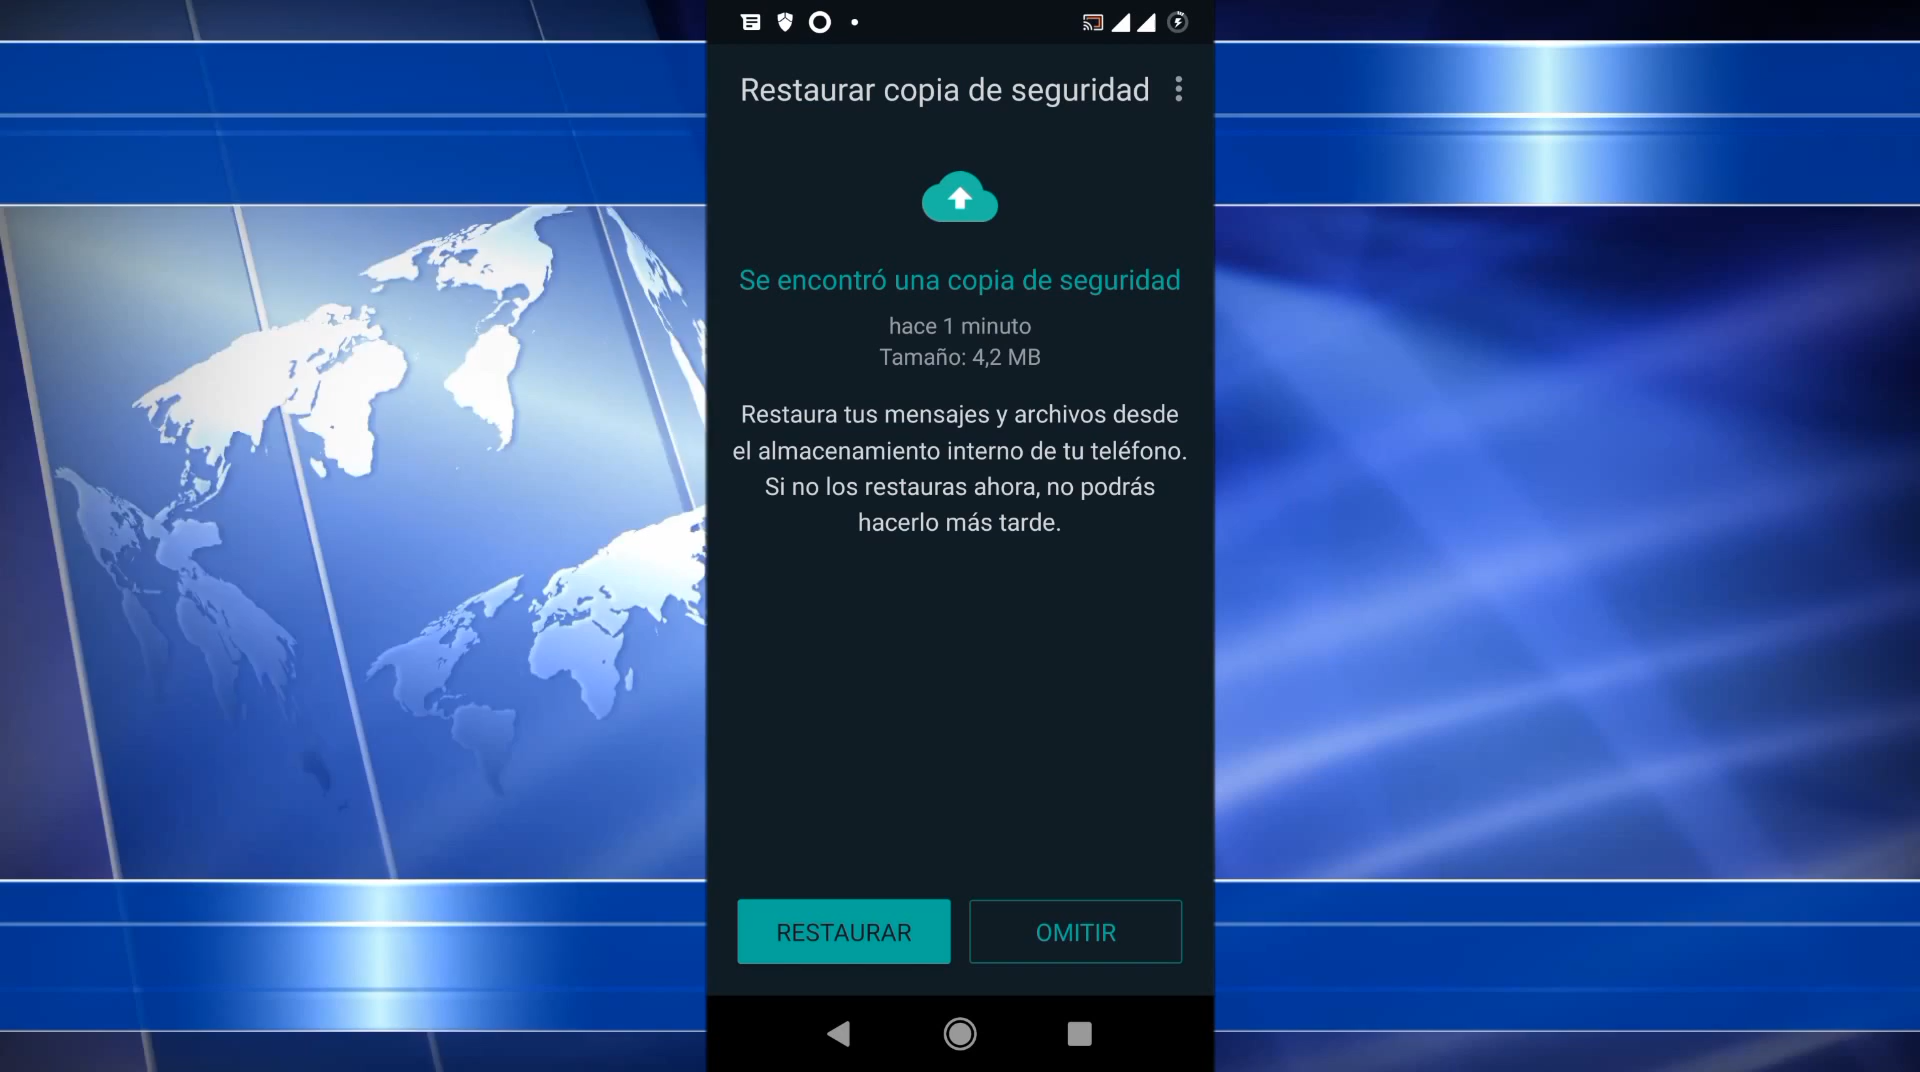 Restaurar copia de seguridad
Se encontró una copia de seguridad
hace 1 minuto
Tamaño: 4,2 MB
Restaura tus mensajes y archivos desde
el almacenamiento interno de tu teléfono.
Si no los restauras ahora, no podrás
hacerlo más tarde.
RESTAURAR
OMITIR